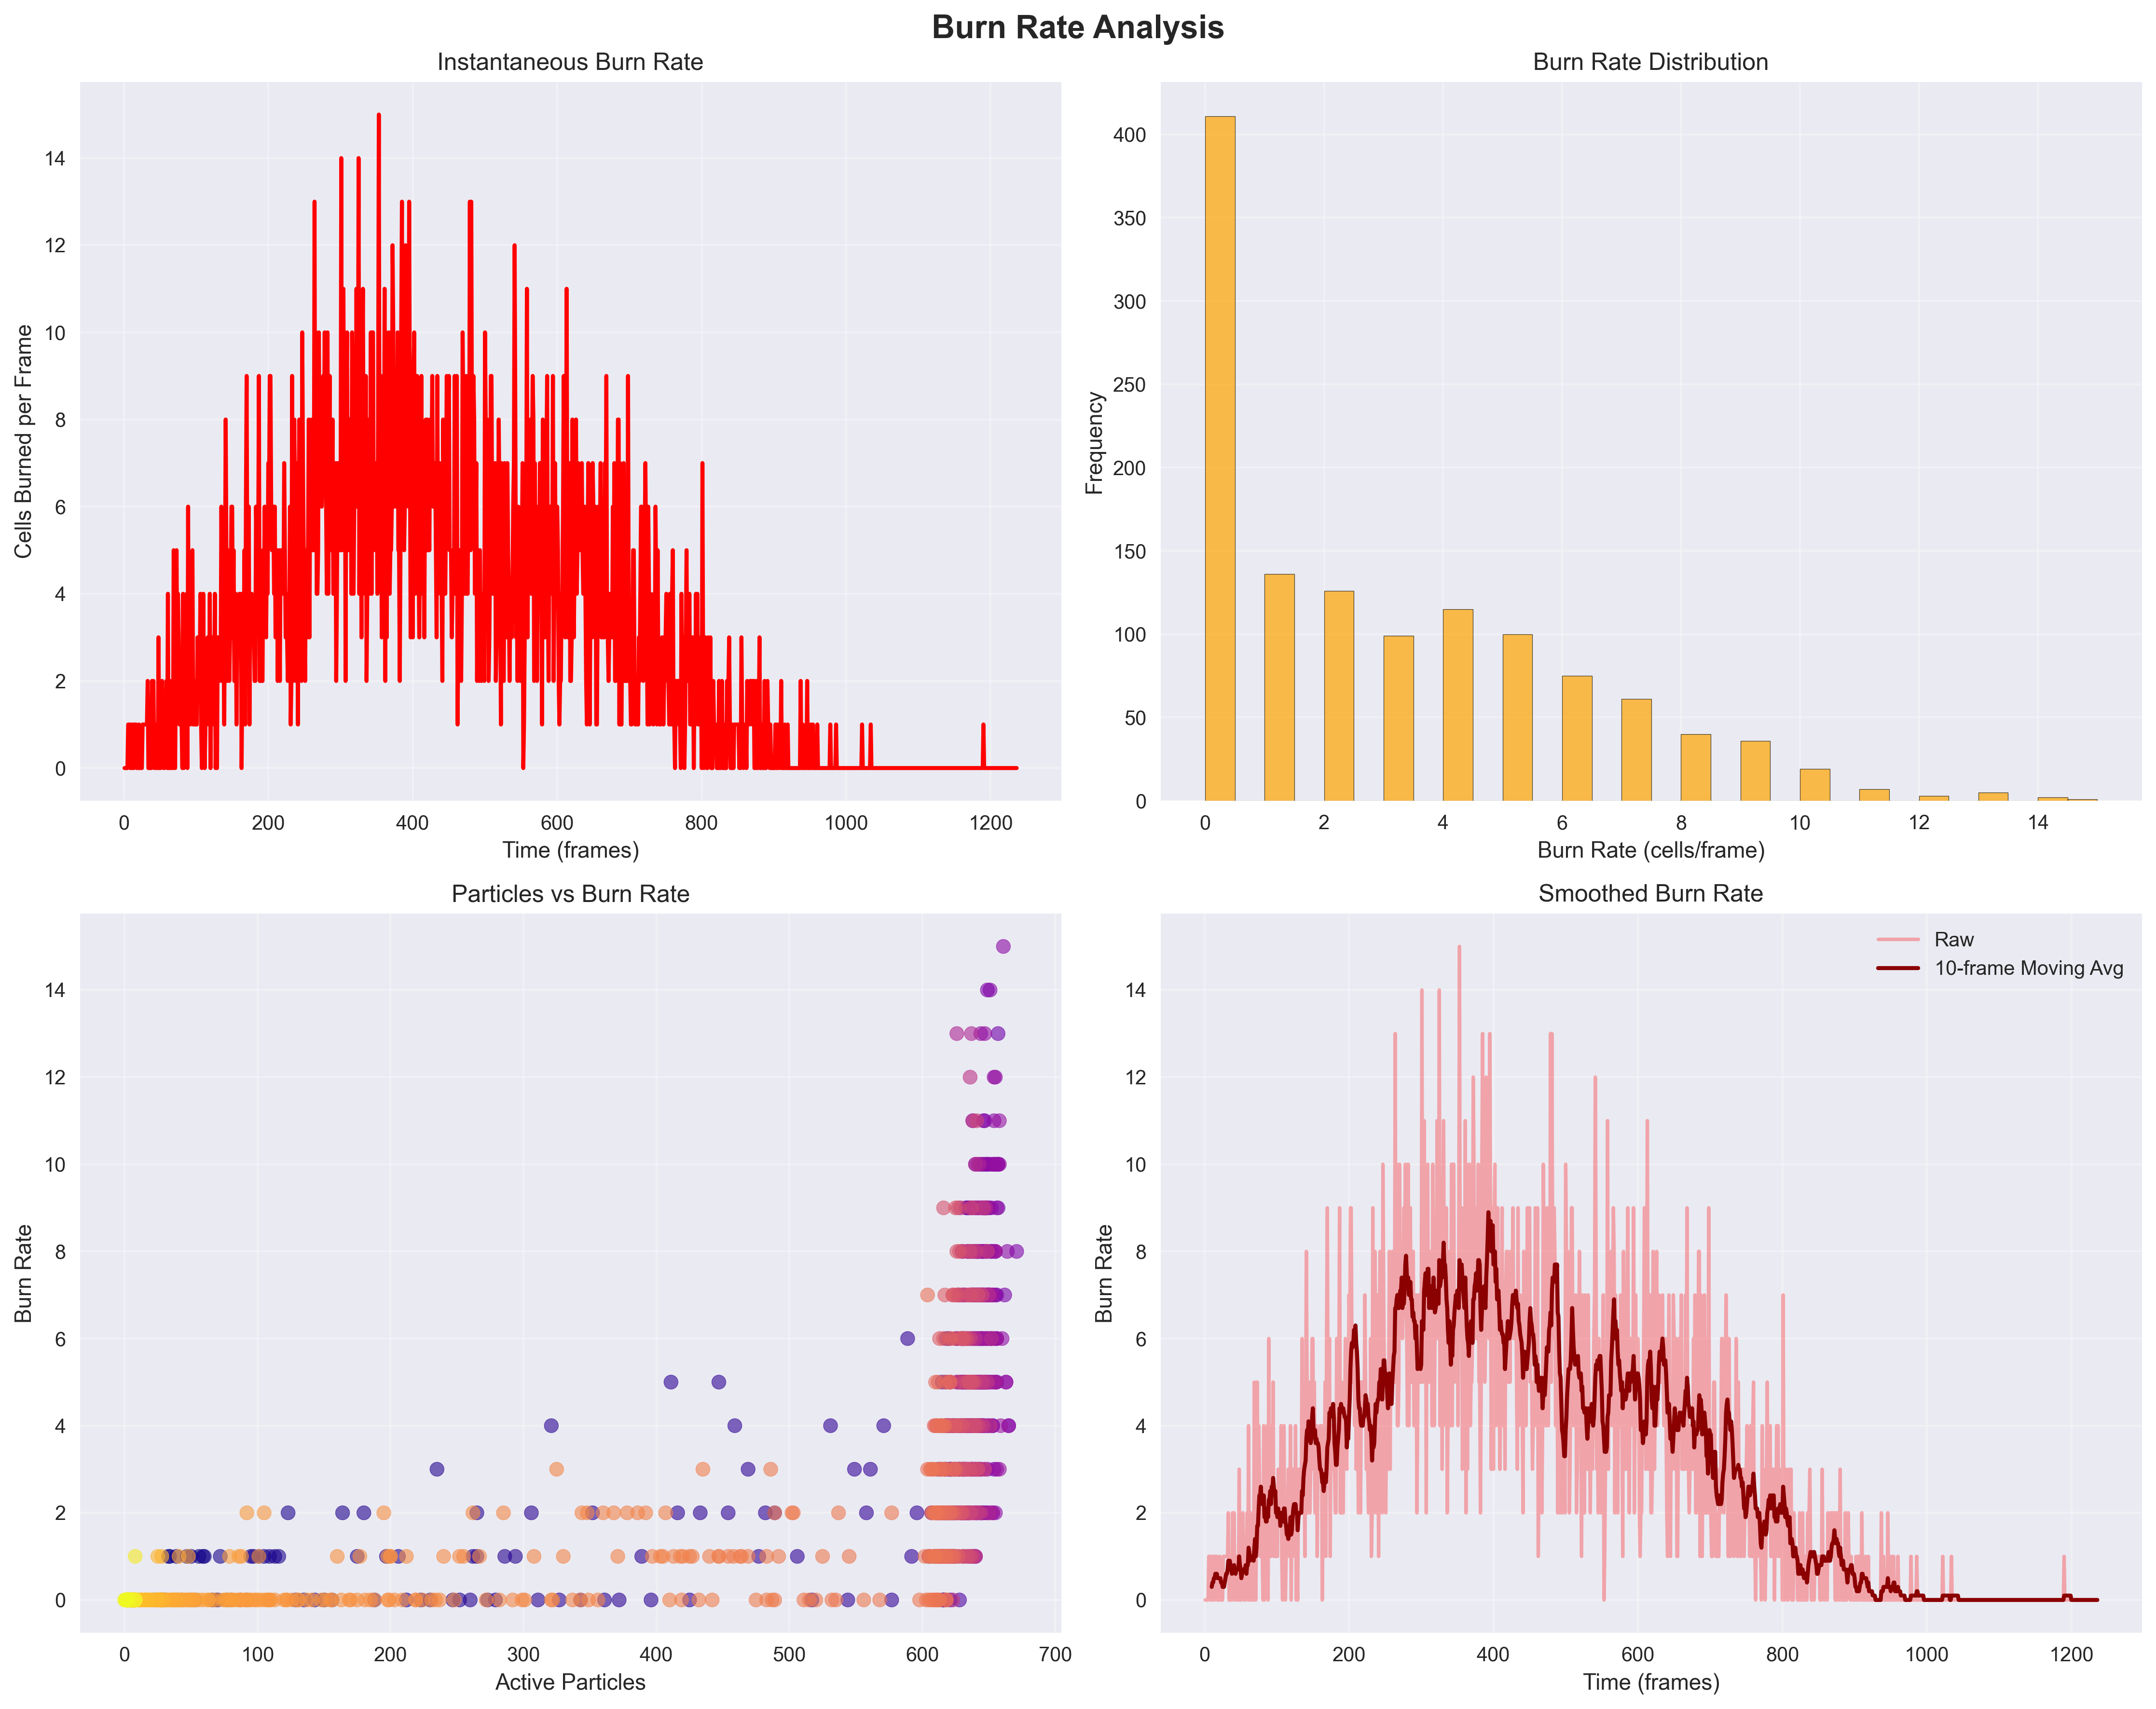 Burn Rate Analysis
Instantaneous Burn Rate
Cells Burned per Frame
14
12
10
8
6
4
2
0
0 200 400 600 800 1000 1200
Time (frames)
Burn Rate Distribution
Frequency
400
350
300
250
200
150
100
50
0
0 2 4 6 8 10 12 14
Burn Rate (cells/frame)
Particles vs Burn Rate
Burn Rate
14
12
10
8
6
4
2
0
0 100 200 300 400 500 600 700
Active Particles
Smoothed Burn Rate
Raw
10-frame Moving Avg
Burn Rate
14
12
10
8
6
4
2
0
0 200 400 600 800 1000 1200
Time (frames)